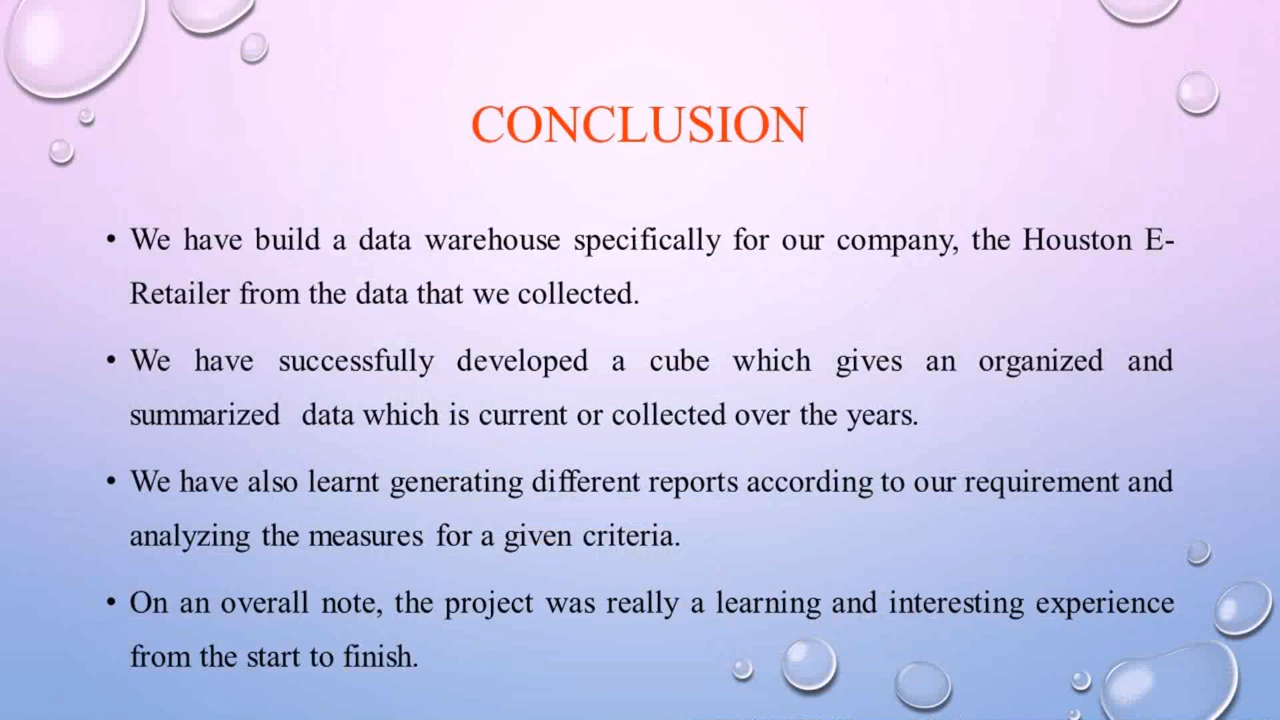 CONCLUSION
• We have build a data warehouse specifically for our company, the Houston E-
Retailer from the data that we collected.
• We have successfully developed a cube which gives an organized and
summarized data which is current or collected over the years.
• We have also learnt generating different reports according to our requirement and
analyzing the measures for a given criteria.
• On an overall note, the project was really a learning and interesting experience
from the start to finish.